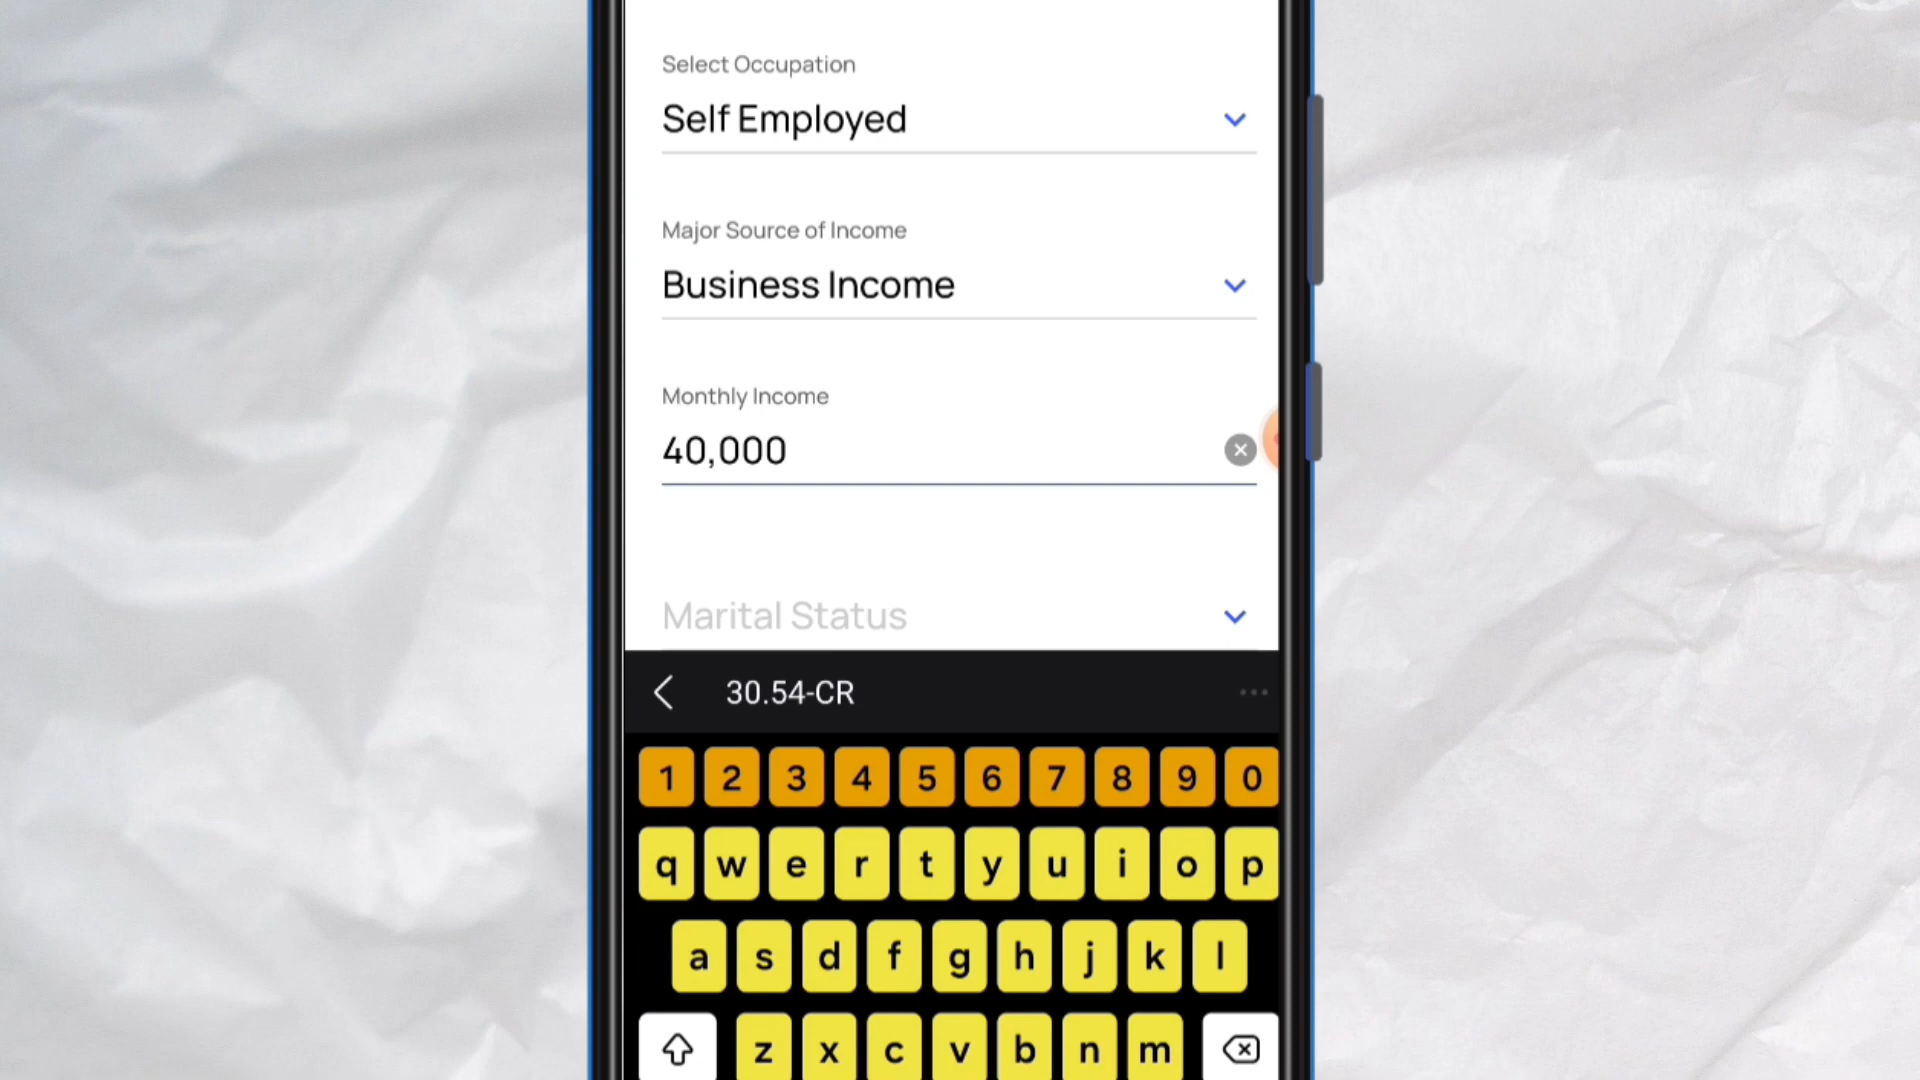 Select Occupation
Self Employed
Major Source of Income
Business Income
Monthly Income
40,000
Marital Status
30.54-CR
1 2 3 4 5 6 7 8 9 0
q w e r t y u i o p
a s d f g h j k l
z x c v b n m